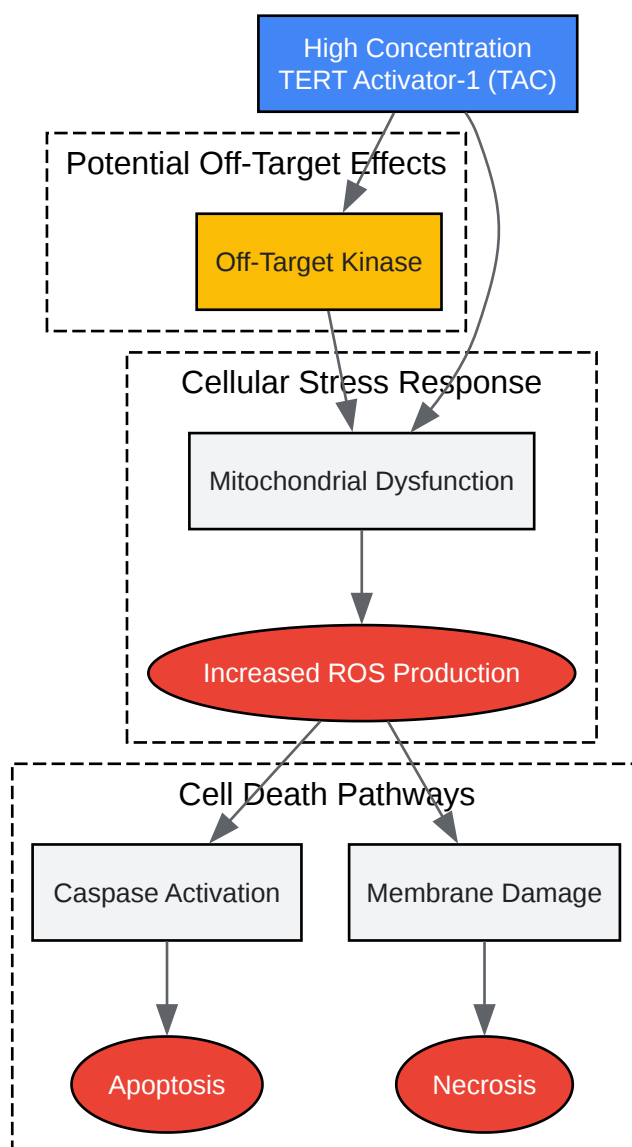 High Concentration
TERT Activator-1 (TAC)
Potential Off-Target Effects
Off-Target Kinase
Cellular Stress Response
Mitochondrial Dysfunction
Increased ROS Production
Cell Death Pathways
Caspase Activation
Membrane Damage
Apoptosis
Necrosis